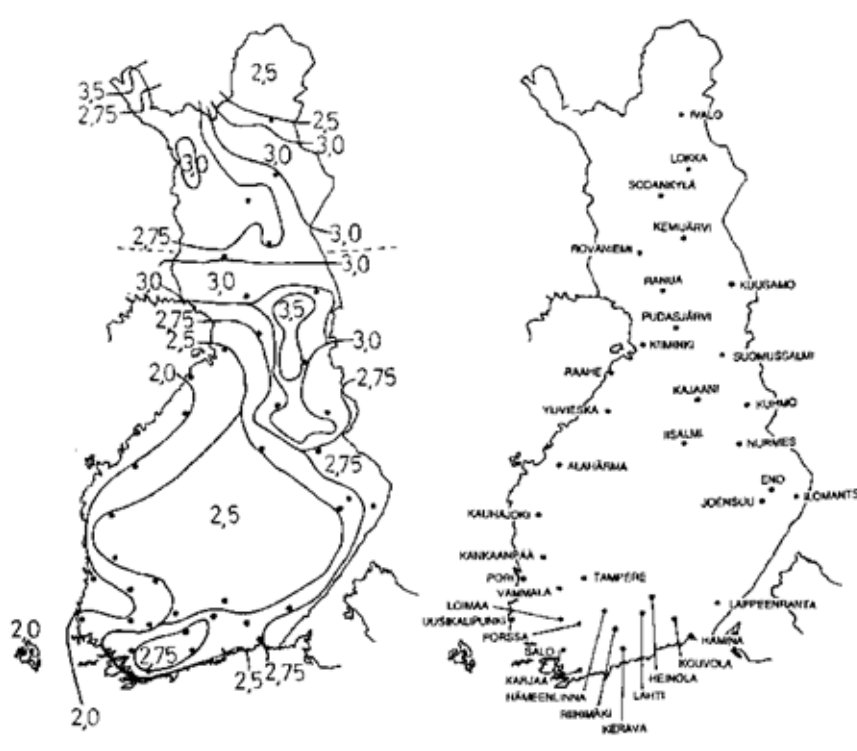 2,5
3,5
2,75
2,5
3,0
3,0
3,0
2,75
3,0
3,0
3,0
3,0
2,75
2,5
3,5
3,0
2,0
2,75
2,75
2,5
2,0
2,75
2,5
2,75
2,0
IVALO
LOKKA
SODANKYLÄ
KEMIJÄRVI
ROVANIEMI
RANUA
KUUSAMO
PUDASJÄRVI
KIIMINKI
SUOMUSSALMI
RAAHE
KAJAANI
YLIVIESKA
KUHMO
IISALMI
NURMES
ALAHÄRMÄ
ENO
JOENSUU
ILOMANTS
KAUHAJOKI
KANKAANPÄÄ
PORI
TAMPERE
VAMMALA
LOIMAA
LAPPEENRANTA
UUSIKAUPUNKI
FORSSA
HAMINA
SALO
KOUVOLA
KARJAA
HEINOLA
HÄMEENLINNA
LAHTI
RIIHIMÄKI
KERAVA